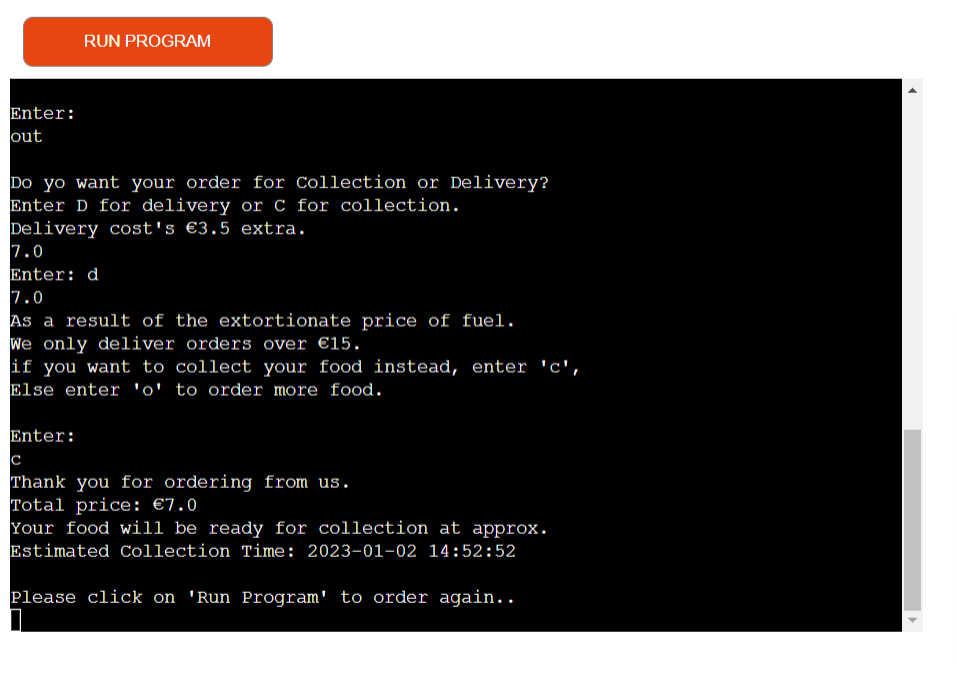 RUN PROGRAM
Enter:
out
Do yo want your order for Collection or Delivery?
Enter D for delivery or C for collection.
Delivery cost's €3.5 extra.
7.0
Enter: d
7.0
As a result of the extortionate price of fuel.
We only deliver orders over €15.
if you want to collect your food instead, enter 'c',
Else enter 'o' to order more food.
Enter:
c
Thank you for ordering from us.
Total price: €7.0
Your food will be ready for collection at approx.
Estimated Collection Time: 2023-01-02 14:52:52
Please click on 'Run Program' to order again..